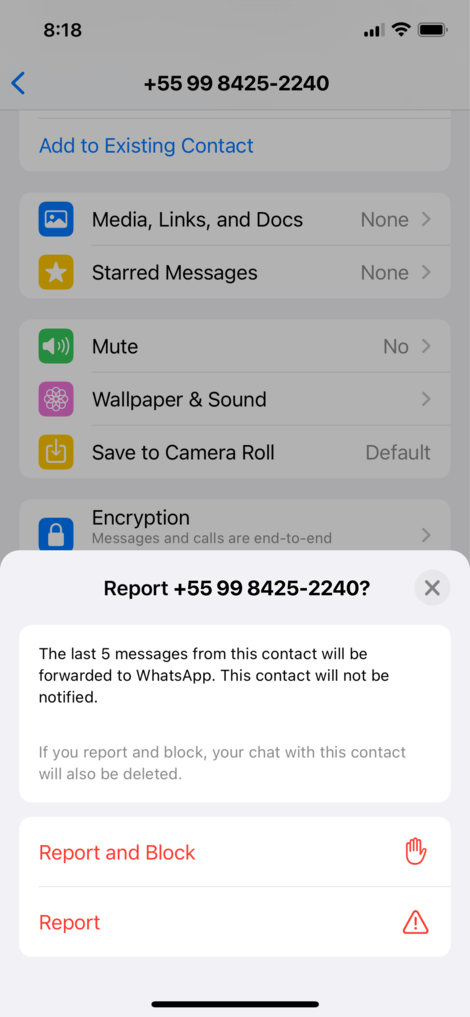 8:18
+55 99 8425-2240
Add to Existing Contact
Media, Links, and Docs None
Starred Messages None
Mute No
Wallpaper & Sound
Save to Camera Roll Default
Encryption
Messages and calls are end-to-end
Report +55 99 8425-2240?
The last 5 messages from this contact will be
forwarded to WhatsApp. This contact will not be
notified.
If you report and block, your chat with this contact
will also be deleted.
Report and Block
Report